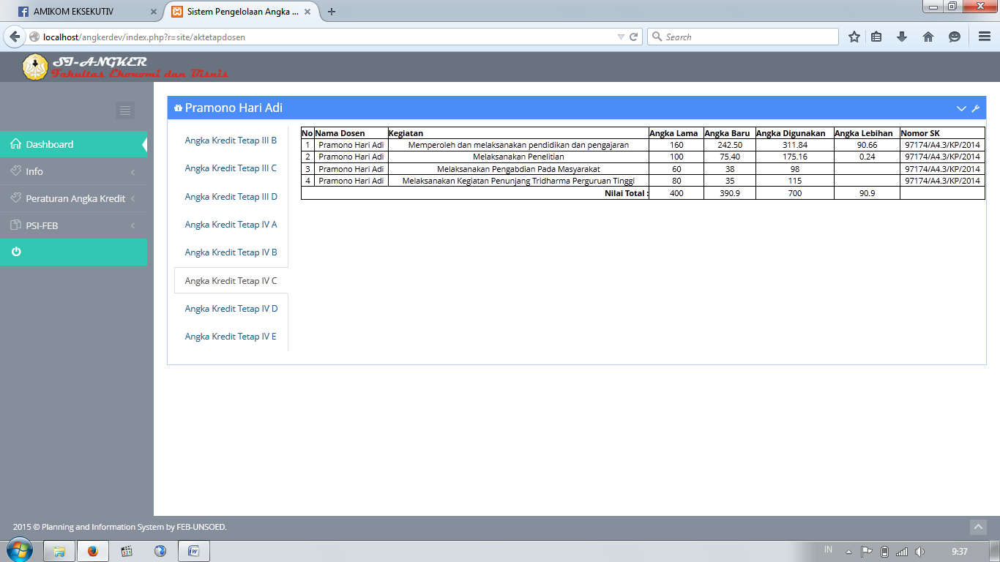 AMIKOM EKSEKUTIV
Sistem Pengelolaan Angka ...
localhost/angkerdev/index.php?r=site/aktetapdosen
Search
SI-ANGKER
Fakultas Ekonomi dan Bisnis
Dashboard
Info
Peraturan Angka Kredit
PSI-FEB
Pramono Hari Adi
Angka Kredit Tetap III B
Angka Kredit Tetap III C
Angka Kredit Tetap III D
Angka Kredit Tetap IV A
Angka Kredit Tetap IV B
Angka Kredit Tetap IV C
Angka Kredit Tetap IV D
Angka Kredit Tetap IV E
No Nama Dosen Kegiatan Angka Lama Angka Baru Angka Digunakan Angka Lebihan Nomor SK
1 Pramono Hari Adi Memperoleh dan melaksanakan pendidikan dan pengajaran 160 242.50 311.84 90.66 97174/A4.3/KP/2014
2 Pramono Hari Adi Melaksanakan Penelitian 100 75.40 175.16 0.24 97174/A4.3/KP/2014
3 Pramono Hari Adi Melaksanakan Pengabdian Pada Masyarakat 60 38 98 97174/A4.3/KP/2014
4 Pramono Hari Adi Melaksanakan Kegiatan Penunjang Tridharma Perguruan Tinggi 80 35 115 97174/A4.3/KP/2014
Nilai Total : 400 390.9 700 90.9
2015 © Planning and Information System by FEB-UNSOED.
321
IN
9:37